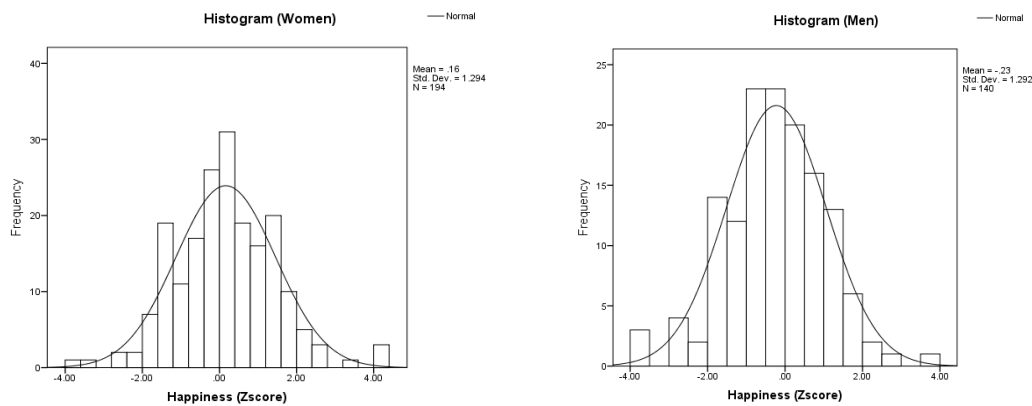 Histogram (Women)
Normal
Mean = .16
Std. Dev. = 1.294
N = 194
40
30
20
10
0
Frequency
-4.00 -2.00 .00 2.00 4.00
Happiness (Zscore)
Histogram (Men)
Normal
Mean = -.23
Std. Dev. = 1.292
N = 140
25
20
15
10
5
0
Frequency
-4.00 -2.00 .00 2.00 4.00
Happiness (Zscore)